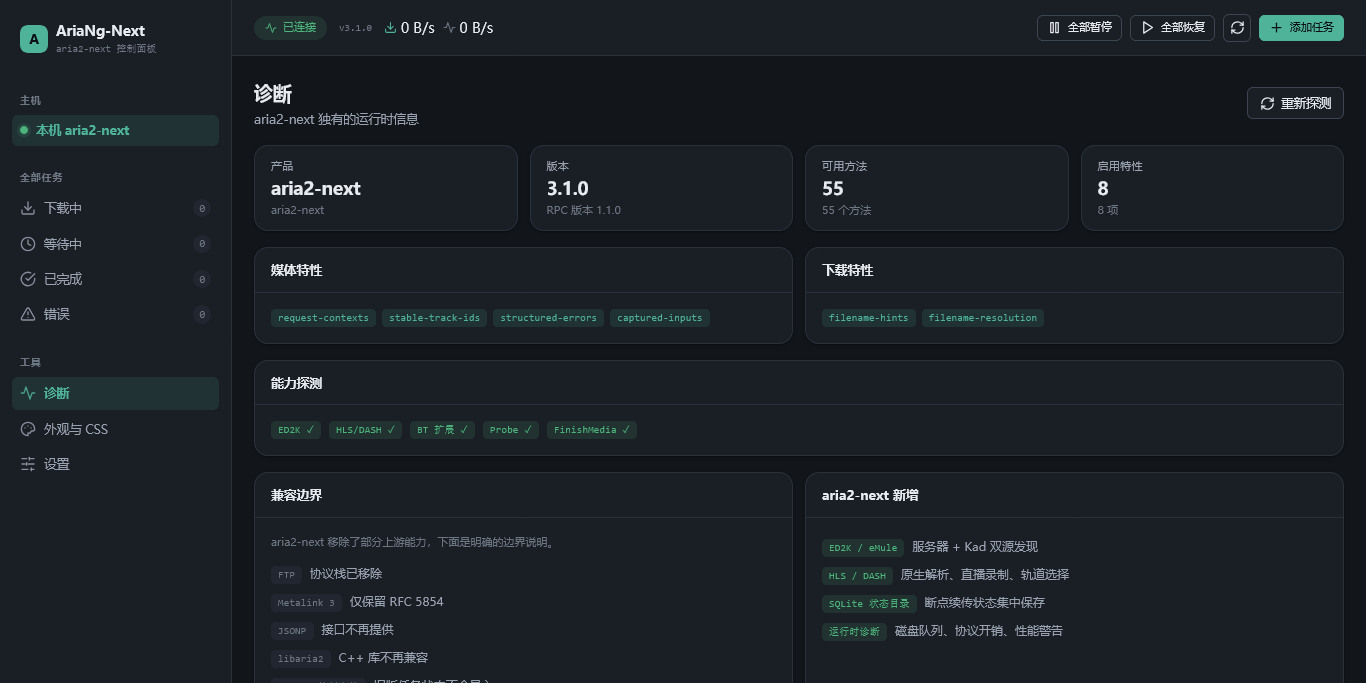 A
AriaNg-Next
aria2-next 控制面板
已连接 v3.1.0 0 B/s 0 B/s
全部暂停 全部恢复 添加任务
主机
本机 aria2-next
全部任务
下载中 0
等待中 0
已完成 0
错误 0
工具
诊断
外观与 CSS
设置
诊断
aria2-next 独有的运行时信息
重新探测
产品
aria2-next
aria2-next
版本
3.1.0
RPC 版本 1.1.0
可用方法
55
55 个方法
启用特性
8
8 项
媒体特性
request-contexts stable-track-ids structured-errors captured-inputs
下载特性
filename-hints filename-resolution
能力探测
ED2K ✓ HLS/DASH ✓ BT 扩展 ✓ Probe ✓ FinishMedia ✓
兼容边界
aria2-next 移除了部分上游能力，下面是明确的边界说明。
FTP 协议栈已移除
Metalink 3 仅保留 RFC 5854
JSONP 接口不再提供
libaria2 C++ 库不再兼容
aria2-next 新增
ED2K / eMule 服务器 + Kad 双源发现
HLS / DASH 原生解析、直播录制、轨道选择
SQLite 状态目录 断点续传状态集中保存
运行时诊断 磁盘队列、协议开销、性能警告